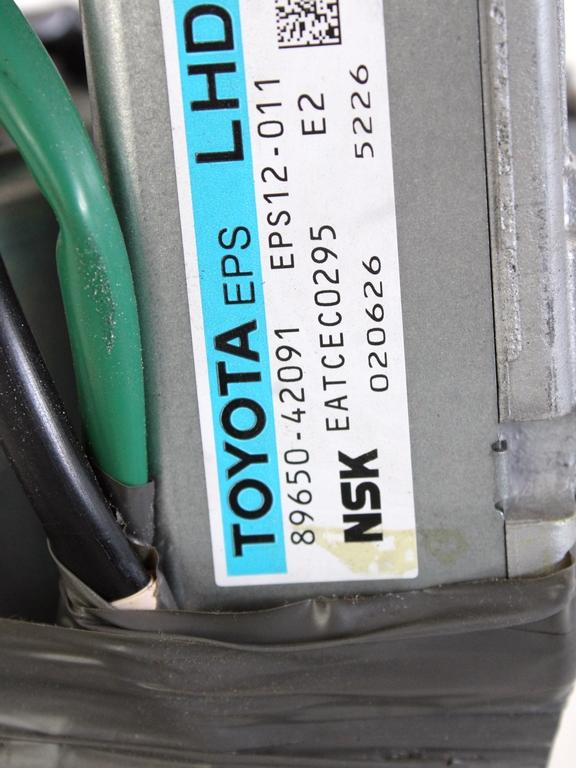 TOYOTA EPS LHD
89650-42091 EPS12-011
EATCEC0295 E2
NSK 020626 5226